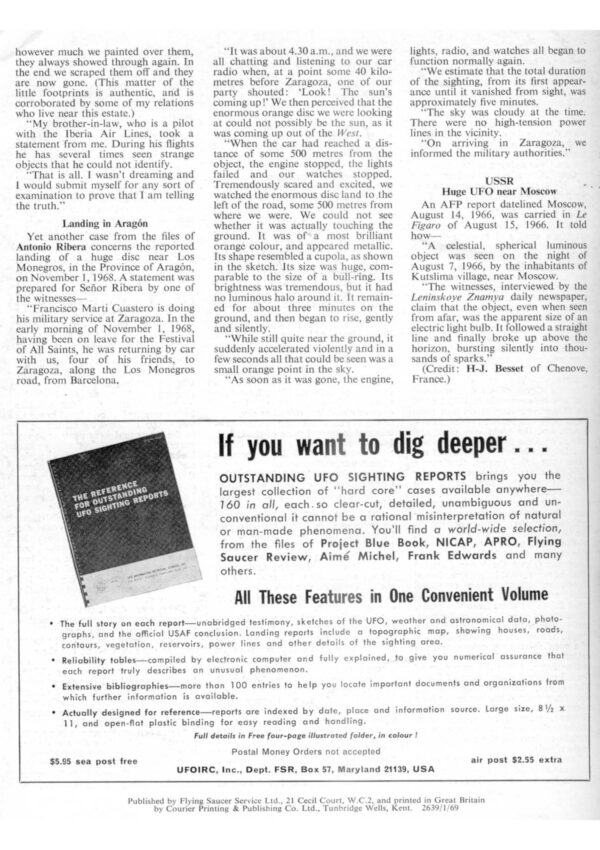 however much we painted over them,
they always showed through again. In
the end we scraped them off and they
are now gone. (This matter of the
little footprints is authentic, and is
corroborated by some of my relations
who live near this estate.)
"My brother-in-law, who is a pilot
with the Iberia Air Lines, took a
statement from me. During his flights
he has several times seen strange
objects that he could not identify.
"That is all. I wasn't dreaming and
I would submit myself for any sort of
examination to prove that I am telling
the truth."
Landing in Aragón
Yet another case from the files of
Antonio Ribera concerns the reported
landing of a huge disc near Los
Monegros, in the Province of Aragón,
on November 1, 1968. A statement was
prepared for Señor Ribera by one of
the witnesses—
"Francisco Marti Cuastero is doing
his military service at Zaragoza. In the
early morning of November 1, 1968,
having been on leave for the Festival
of All Saints, he was returning by car
with us, four of his friends, to
Zaragoza, along the Los Monegros
road, from Barcelona.
"It was about 4.30 a.m., and we were
all chatting and listening to our car
radio when, at a point some 40 kilo-
metres before Zaragoza, one of our
party shouted: 'Look! The sun's
coming up!' We then perceived that the
enormous orange disc we were looking
at could not possibly be the sun, as it
was coming up out of the West.
"When the car had reached a dis-
tance of some 500 metres from the
object, the engine stopped, the lights
failed and our watches stopped.
Tremendously scared and excited, we
watched the enormous disc land to the
left of the road, some 500 metres from
where we were. We could not see
whether it was actually touching the
ground. It was of a most brilliant
orange colour, and appeared metallic.
Its shape resembled a cupola, as shown
in the sketch. Its size was huge, com-
parable to the size of a bull-ring. Its
brightness was tremendous, but it had
no luminous halo around it. It remain-
ed for about three minutes on the
ground, and then began to rise, gently
and silently.
"While still quite near the ground, it
suddenly accelerated violently and in a
few seconds all that could be seen was a
small orange point in the sky.
"As soon as it was gone, the engine,
lights, radio, and watches all began to
function normally again.
"We estimate that the total duration
of the sighting, from its first appear-
ance until it vanished from sight, was
approximately five minutes.
"The sky was cloudy at the time.
There were no high-tension power
lines in the vicinity.
"On arriving in Zaragoza, we
informed the military authorities."
USSR
Huge UFO near Moscow
An AFP report datelined Moscow,
August 14, 1966, was carried in Le
Figaro of August 15, 1966. It told
how—
"A celestial, spherical luminous
object was seen on the night of
August 7, 1966, by the inhabitants of
Kutslima village, near Moscow.
"The witnesses, interviewed by the
Leninskoye Znamya daily newspaper,
claim that the object, even when seen
from afar, was the apparent size of an
electric light bulb. It followed a straight
line and finally broke up above the
horizon, bursting silently into thou-
sands of sparks."
(Credit: H-J. Besset of Chenove,
France.)
THE REFERENCE
FOR OUTSTANDING
UFO SIGHTING REPORTS
If you want to dig deeper . . .
OUTSTANDING UFO SIGHTING REPORTS brings you the
largest collection of "hard core" cases available anywhere—
160 in all, each so clear-cut, detailed, unambiguous and un-
conventional it cannot be a rational misinterpretation of natural
or man-made phenomena. You'll find a world-wide selection,
from the files of Project Blue Book, NICAP, APRO, Flying
Saucer Review, Aimé Michel, Frank Edwards and many
others.
All These Features in One Convenient Volume
• The full story on each report—unabridged testimony, sketches of the UFO, weather and astronomical data, photo-
graphs, and the official USAF conclusion. Landing reports include a topographic map, showing houses, roads,
contours, vegetation, reservoirs, power lines and other details of the sighting area.
• Reliability tables—compiled by electronic computer and fully explained, to give you numerical assurance that
each report truly describes an unusual phenomenon.
• Extensive bibliographies—more than 100 entries to help you locate important documents and organizations from
which further information is available.
• Actually designed for reference—reports are indexed by date, place and information source. Large size, 8½ x
11, and open-flat plastic binding for easy reading and handling.
Full details in Free four-page illustrated folder, in colour !
Postal Money Orders not accepted
$5.95 sea post free
air post $2.55 extra
UFOIRC, Inc., Dept. FSR, Box 57, Maryland 21139, USA
Published by Flying Saucer Service Ltd., 21 Cecil Court, W.C.2, and printed in Great Britain
by Courier Printing & Publishing Co. Ltd., Tunbridge Wells, Kent. 2639/1/69